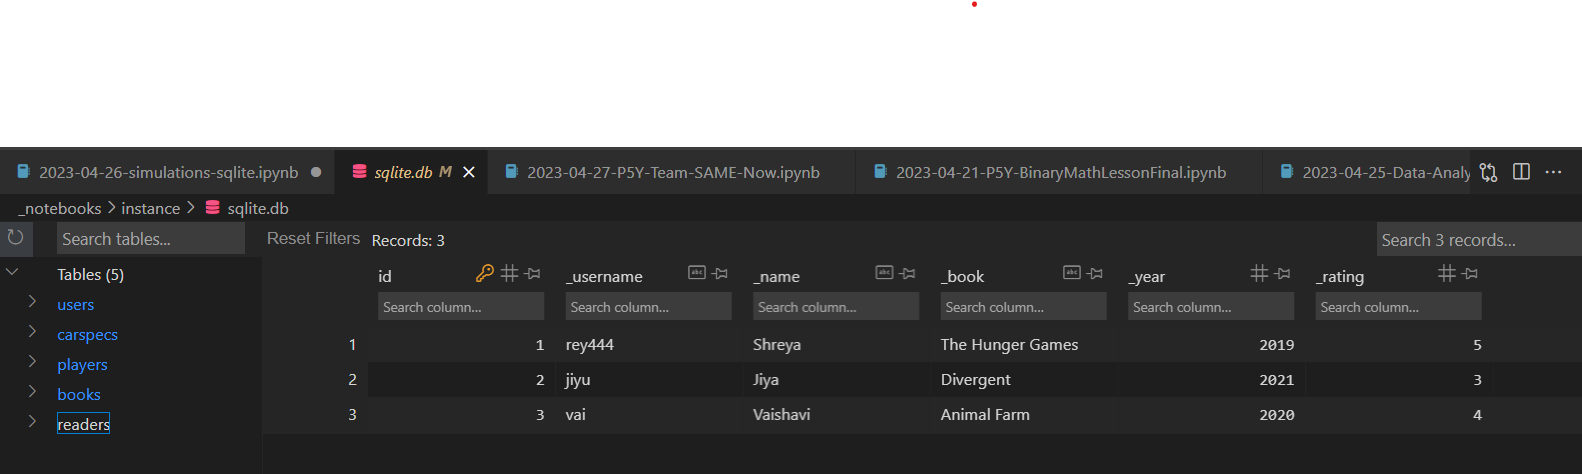 2023-04-26-simulations-sqlite.ipynb sqlite.db M 2023-04-27-P5Y-Team-SAME-Now.ipynb 2023-04-21-P5Y-BinaryMathLessonFinal.ipynb 2023-04-25-Data-Analy
_notebooks > instance > sqlite.db
Search tables... Reset Filters Records: 3 Search 3 records...
Tables (5)
users
carspecs
players
books
readers
id _username _name _book _year _rating
Search column... Search column... Search column... Search column... Search column... Search column...
1 1 rey444 Shreya The Hunger Games 2019 5
2 2 jiyu Jiya Divergent 2021 3
3 3 vai Vaishavi Animal Farm 2020 4